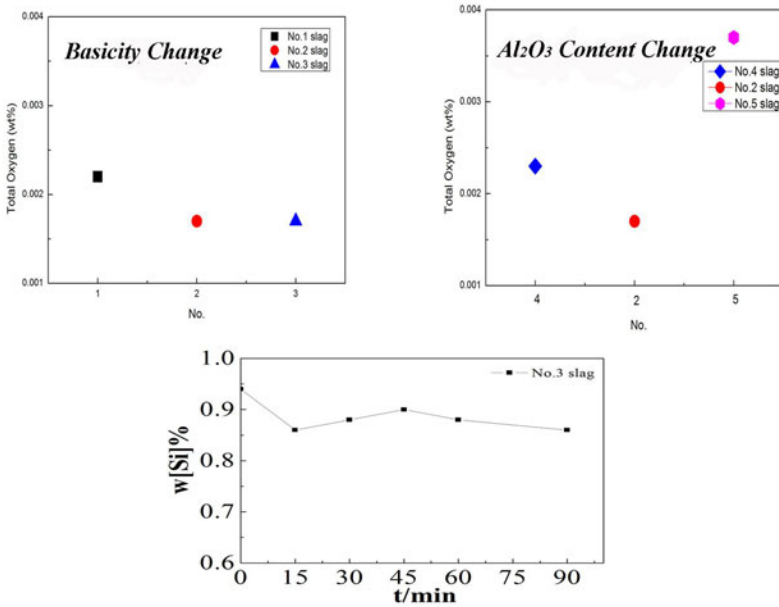 0.004
0.003
0.002
0.001
Total Oxygen (wt%)
Basicity Change
No.1 slag
No.2 slag
No.3 slag
1
2
3
No.
0.004
0.003
0.002
0.001
Total Oxygen (wt%)
Al₂O₃ Content Change
No.4 slag
No.2 slag
No.5 slag
4
2
5
No.
1.0
0.9
0.8
0.7
0.6
w[Si]%
No.3 slag
0 15 30 45 60 75 90
t/min